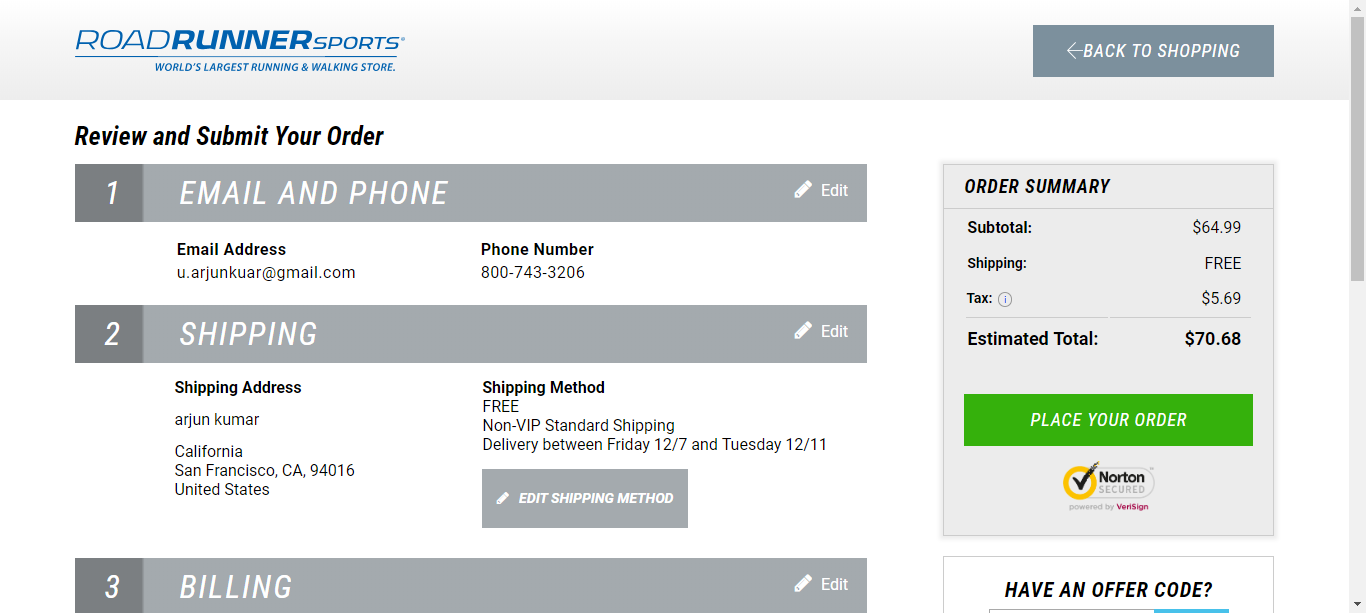 ROADRUNNERSPORTS®
WORLD'S LARGEST RUNNING & WALKING STORE.
BACK TO SHOPPING
Review and Submit Your Order
1 EMAIL AND PHONE Edit
Email Address Phone Number
u.arjunkuar@gmail.com 800-743-3206
2 SHIPPING Edit
Shipping Address
arjun kumar
California
San Francisco, CA, 94016
United States
Shipping Method
FREE
Non-VIP Standard Shipping
Delivery between Friday 12/7 and Tuesday 12/11
EDIT SHIPPING METHOD
3 BILLING Edit
ORDER SUMMARY
Subtotal: $64.99
Shipping: FREE
Tax: i $5.69
Estimated Total: $70.68
PLACE YOUR ORDER
Norton™
SECURED
powered by VeriSign
HAVE AN OFFER CODE?